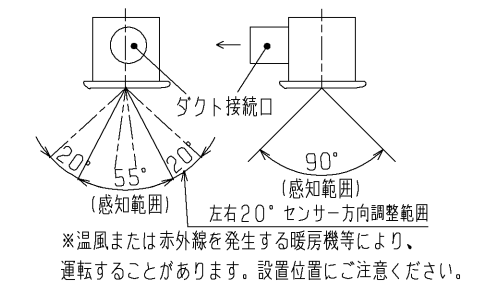 ダクト接続口
20°
55°
20°
(感知範囲)
90°
(感知範囲)
左右20°センサー方向調整範囲
※温風または赤外線を発生する暖房機等により、
運転することがあります。設置位置にご注意ください。